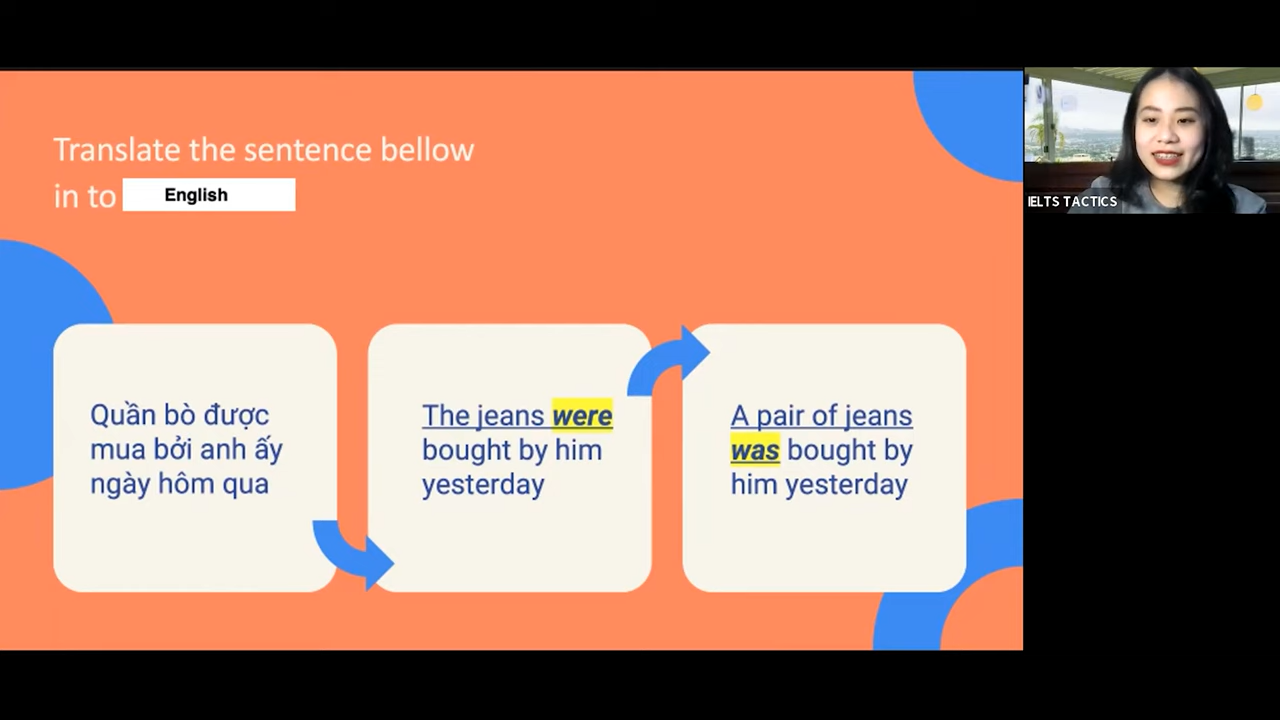 Translate the sentence bellow
in to English
IELTS TACTICS
Quần bò được
mua bởi anh ấy
ngày hôm qua
The jeans were
bought by him
yesterday
A pair of jeans
was bought by
him yesterday